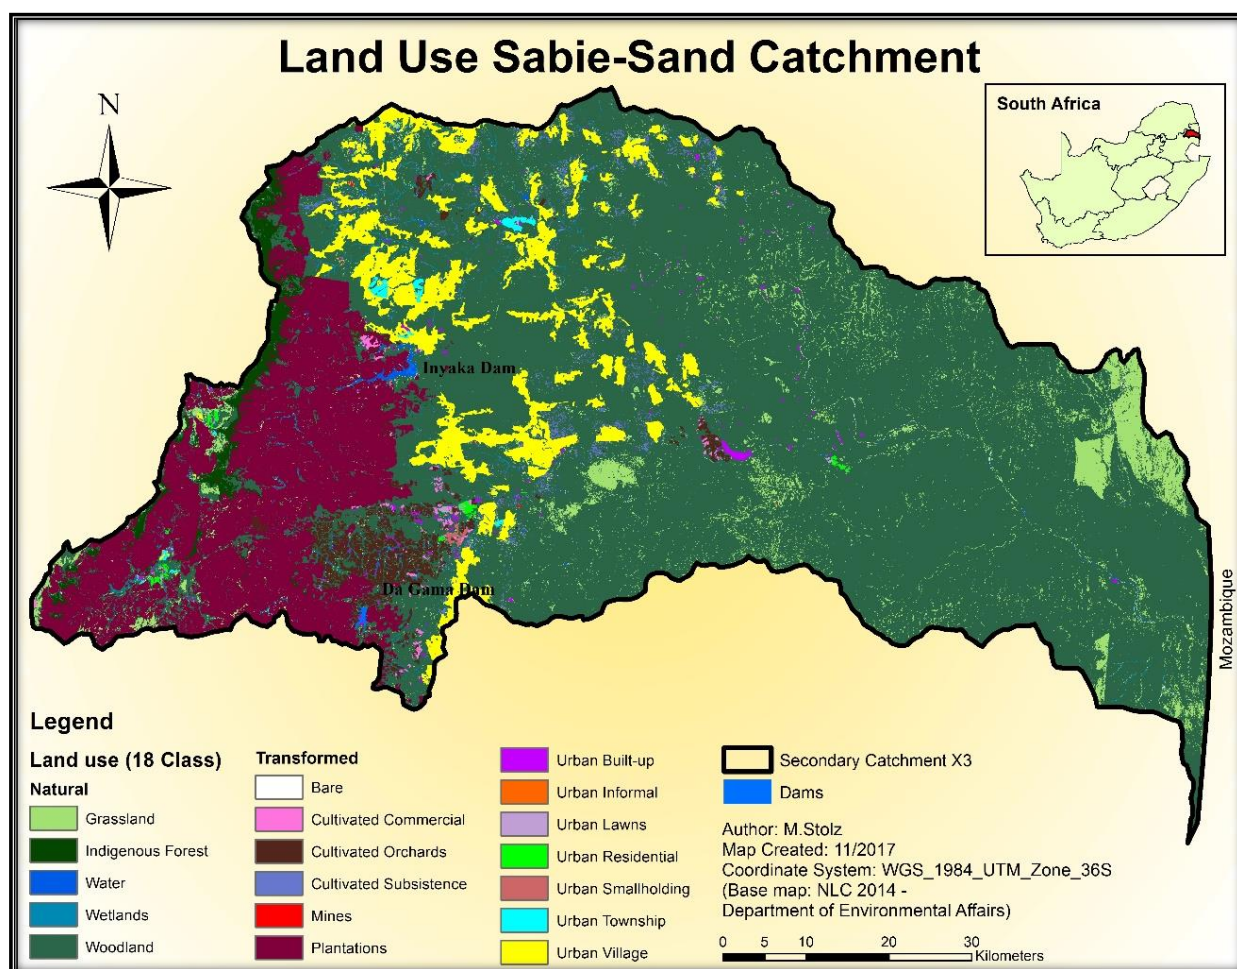 Land Use Sabie-Sand Catchment
N
South Africa
Inyaka Dam
Da Gama Dam
Mozambique
Legend
Land use (18 Class)
Natural
Grassland
Indigenous Forest
Water
Wetlands
Woodland
Transformed
Bare
Cultivated Commercial
Cultivated Orchards
Cultivated Subsistence
Mines
Plantations
Urban Built-up
Urban Informal
Urban Lawns
Urban Residential
Urban Smallholding
Urban Township
Urban Village
Secondary Catchment X3
Dams
Author: M.Stolz
Map Created: 11/2017
Coordinate System: WGS_1984_UTM_Zone_36S
(Base map: NLC 2014 -
Department of Environmental Affairs)
0 5 10 20 30
Kilometers